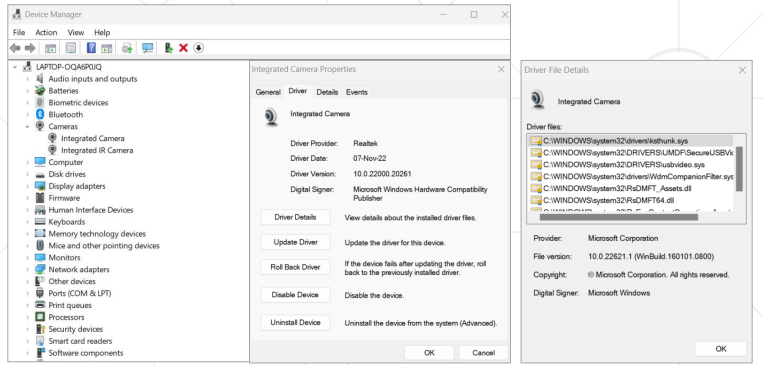 Device Manager
File Action View Help
LAPTOP-OQA6P0JQ
Audio inputs and outputs
Batteries
Biometric devices
Bluetooth
Cameras
Integrated Camera
Integrated IR Camera
Computer
Disk drives
Display adapters
Firmware
Human Interface Devices
Keyboards
Memory technology devices
Mice and other pointing devices
Monitors
Network adapters
Other devices
Ports (COM & LPT)
Print queues
Processors
Security devices
Smart card readers
Software components
Integrated Camera Properties
General Driver Details Events
Integrated Camera
Driver Provider: Realtek
Driver Date: 07-Nov-22
Driver Version: 10.0.22000.20261
Digital Signer: Microsoft Windows Hardware Compatibility
Publisher
Driver Details View details about the installed driver files.
Update Driver Update the driver for this device.
Roll Back Driver If the device fails after updating the driver, roll
back to the previously installed driver.
Disable Device Disable the device.
Uninstall Device Uninstall the device from the system (Advanced).
OK Cancel
Driver File Details
Integrated Camera
Driver files:
C:\WINDOWS\system32\drivers\ksthunk.sys
C:\WINDOWS\system32\DRIVERS\UMDF\SecureUSBVic
C:\WINDOWS\system32\DRIVERS\usbvideo.sys
C:\WINDOWS\system32\drivers\WdmCompanionFilter.sys
C:\WINDOWS\system32\RsDMFT_Assets.dll
C:\WINDOWS\system32\RsDMFT64.dll
Provider: Microsoft Corporation
File version: 10.0.22621.1 (WinBuild.160101.0800)
Copyright: © Microsoft Corporation. All rights reserved.
Digital Signer: Microsoft Windows
OK